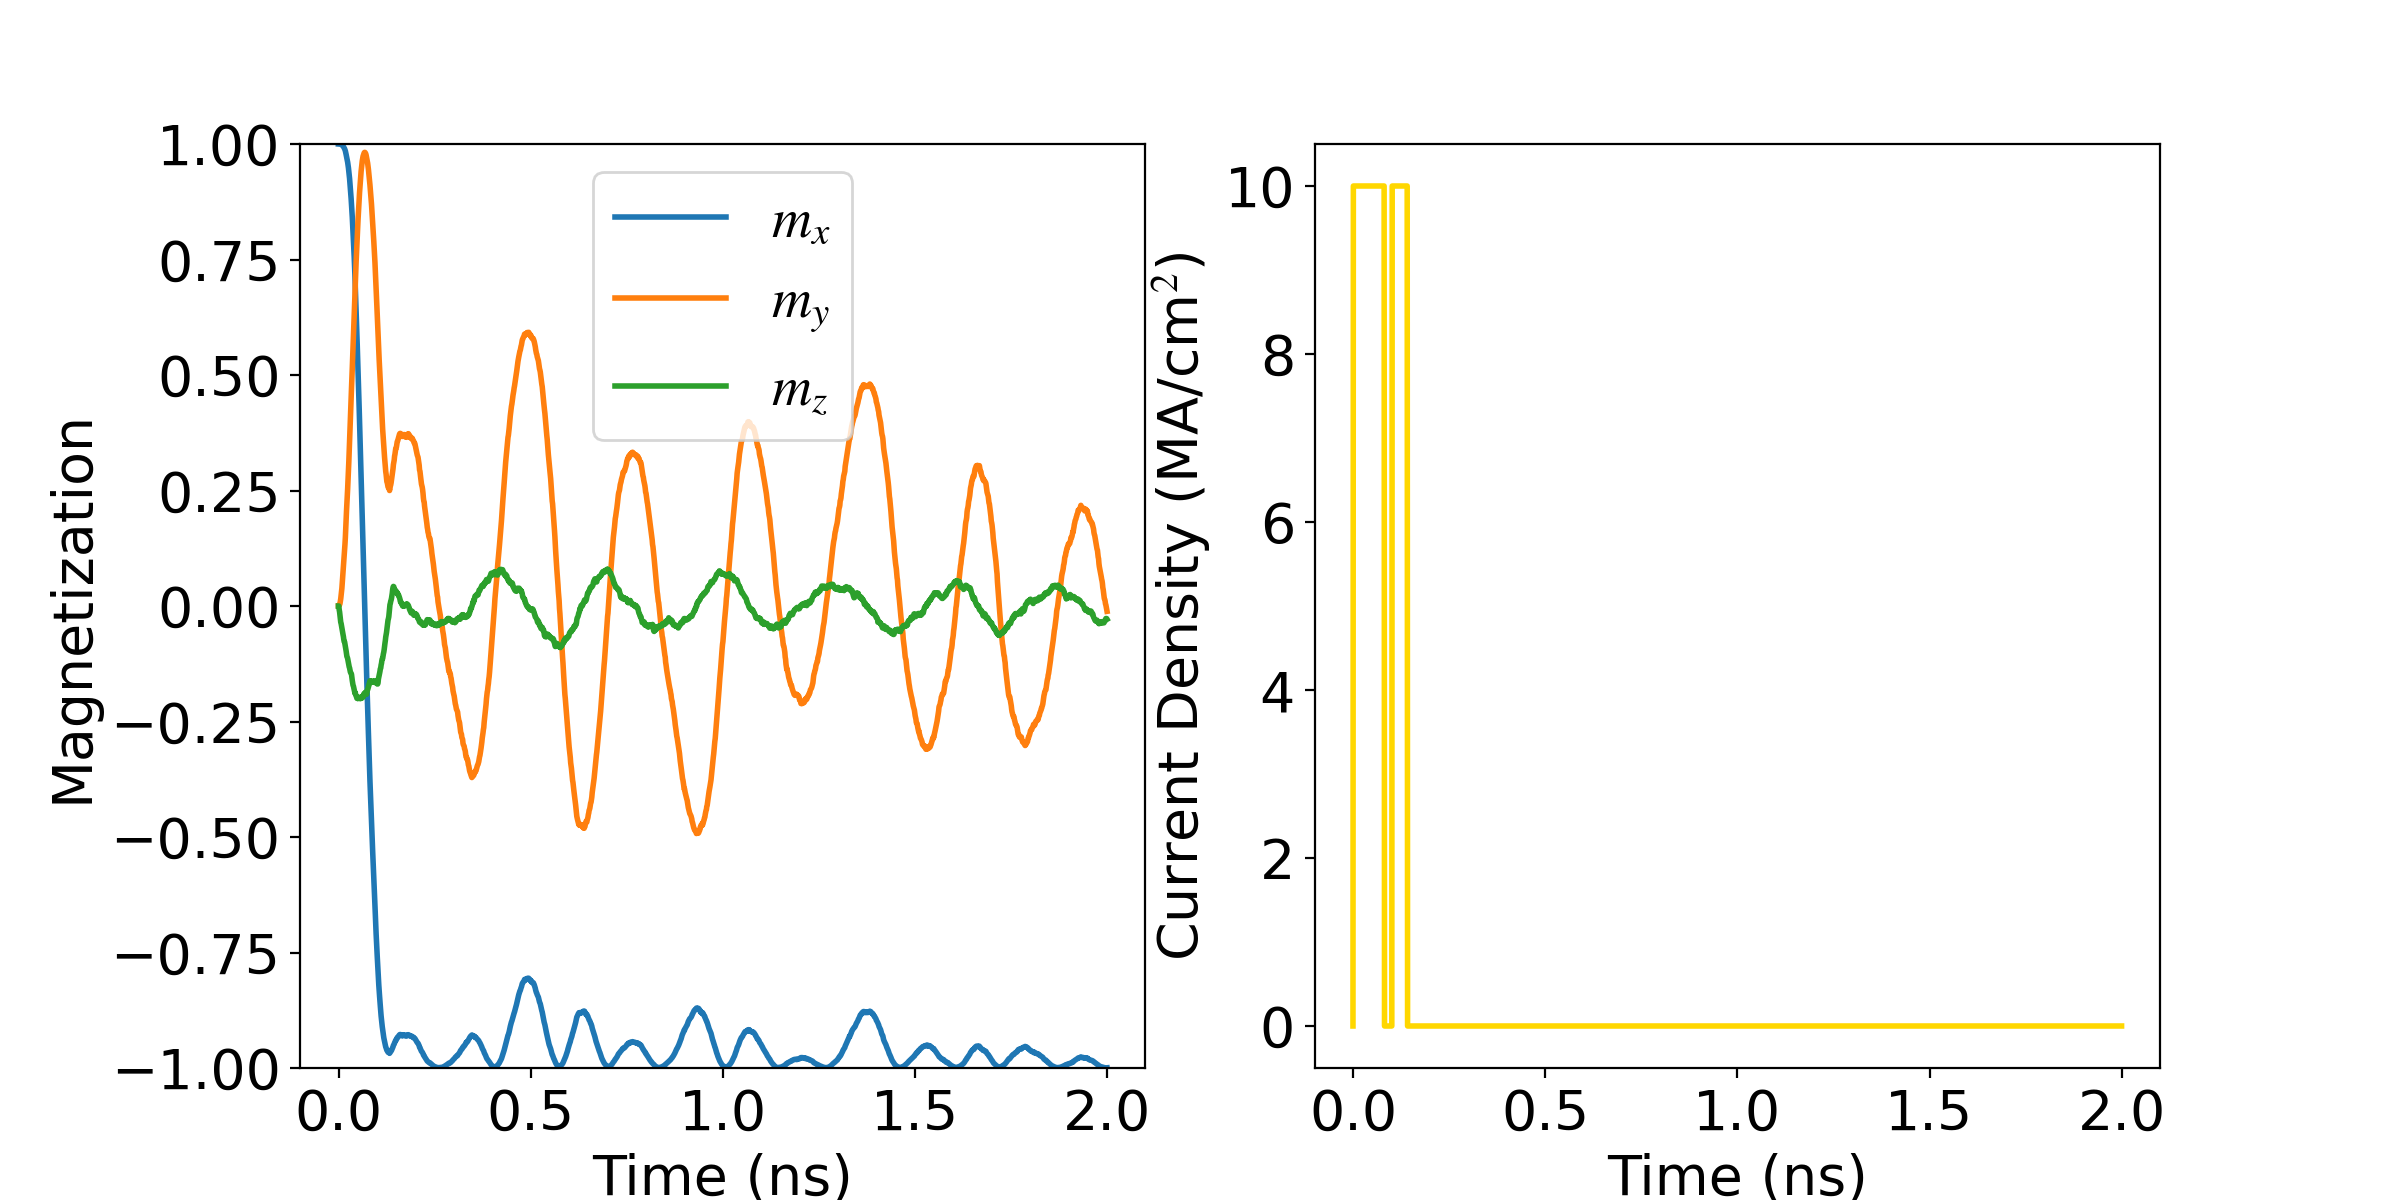 1.00
0.75
0.50
0.25
0.00
−0.25
−0.50
−0.75
−1.00
Magnetization
0.0 0.5 1.0 1.5 2.0
Time (ns)
m_x
m_y
m_z
10
8
6
4
2
0
Current Density (MA/cm²)
0.0 0.5 1.0 1.5 2.0
Time (ns)